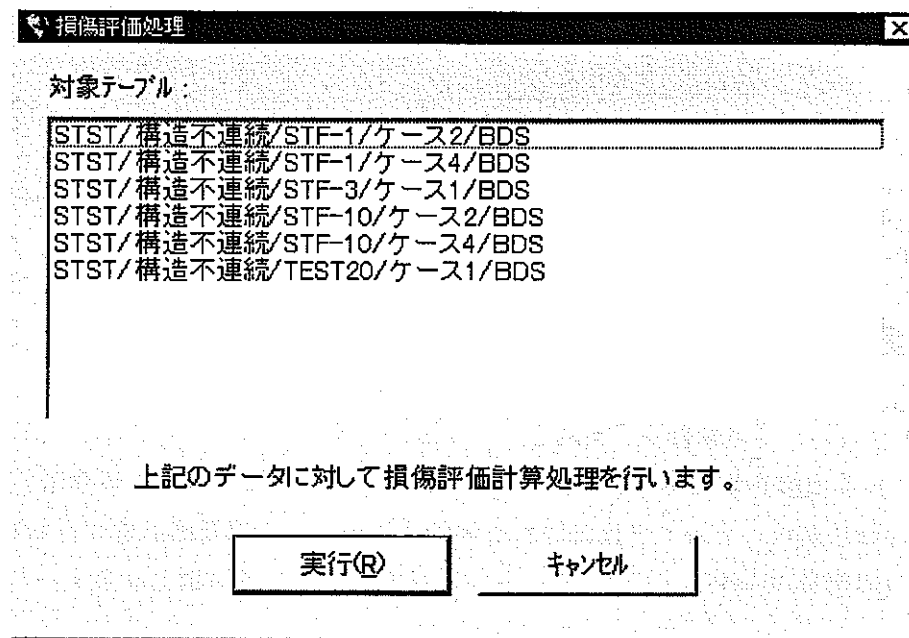 損傷評価処理
対象テーブル：
STST/構造不連続/STF-1/ケース2/BDS
STST/構造不連続/STF-1/ケース4/BDS
STST/構造不連続/STF-3/ケース1/BDS
STST/構造不連続/STF-10/ケース2/BDS
STST/構造不連続/STF-10/ケース4/BDS
STST/構造不連続/TEST20/ケース1/BDS
上記のデータに対して損傷評価計算処理を行います。
実行(R)
キャンセル